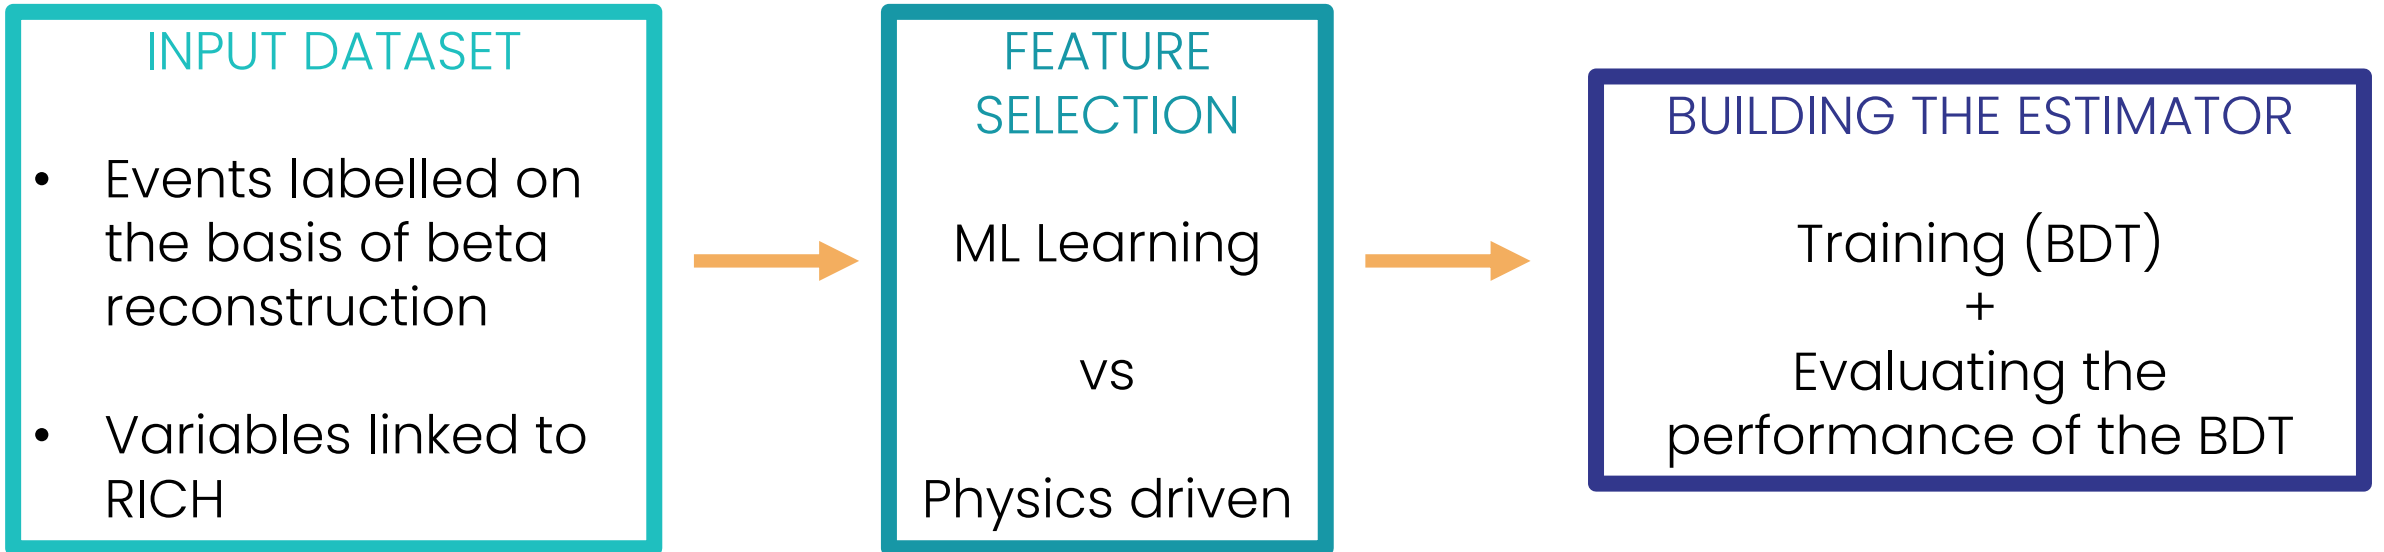 INPUT DATASET
• Events labelled on
the basis of beta
reconstruction
• Variables linked to
RICH
FEATURE
SELECTION
ML Learning
vs
Physics driven
BUILDING THE ESTIMATOR
Training (BDT)
+
Evaluating the
performance of the BDT